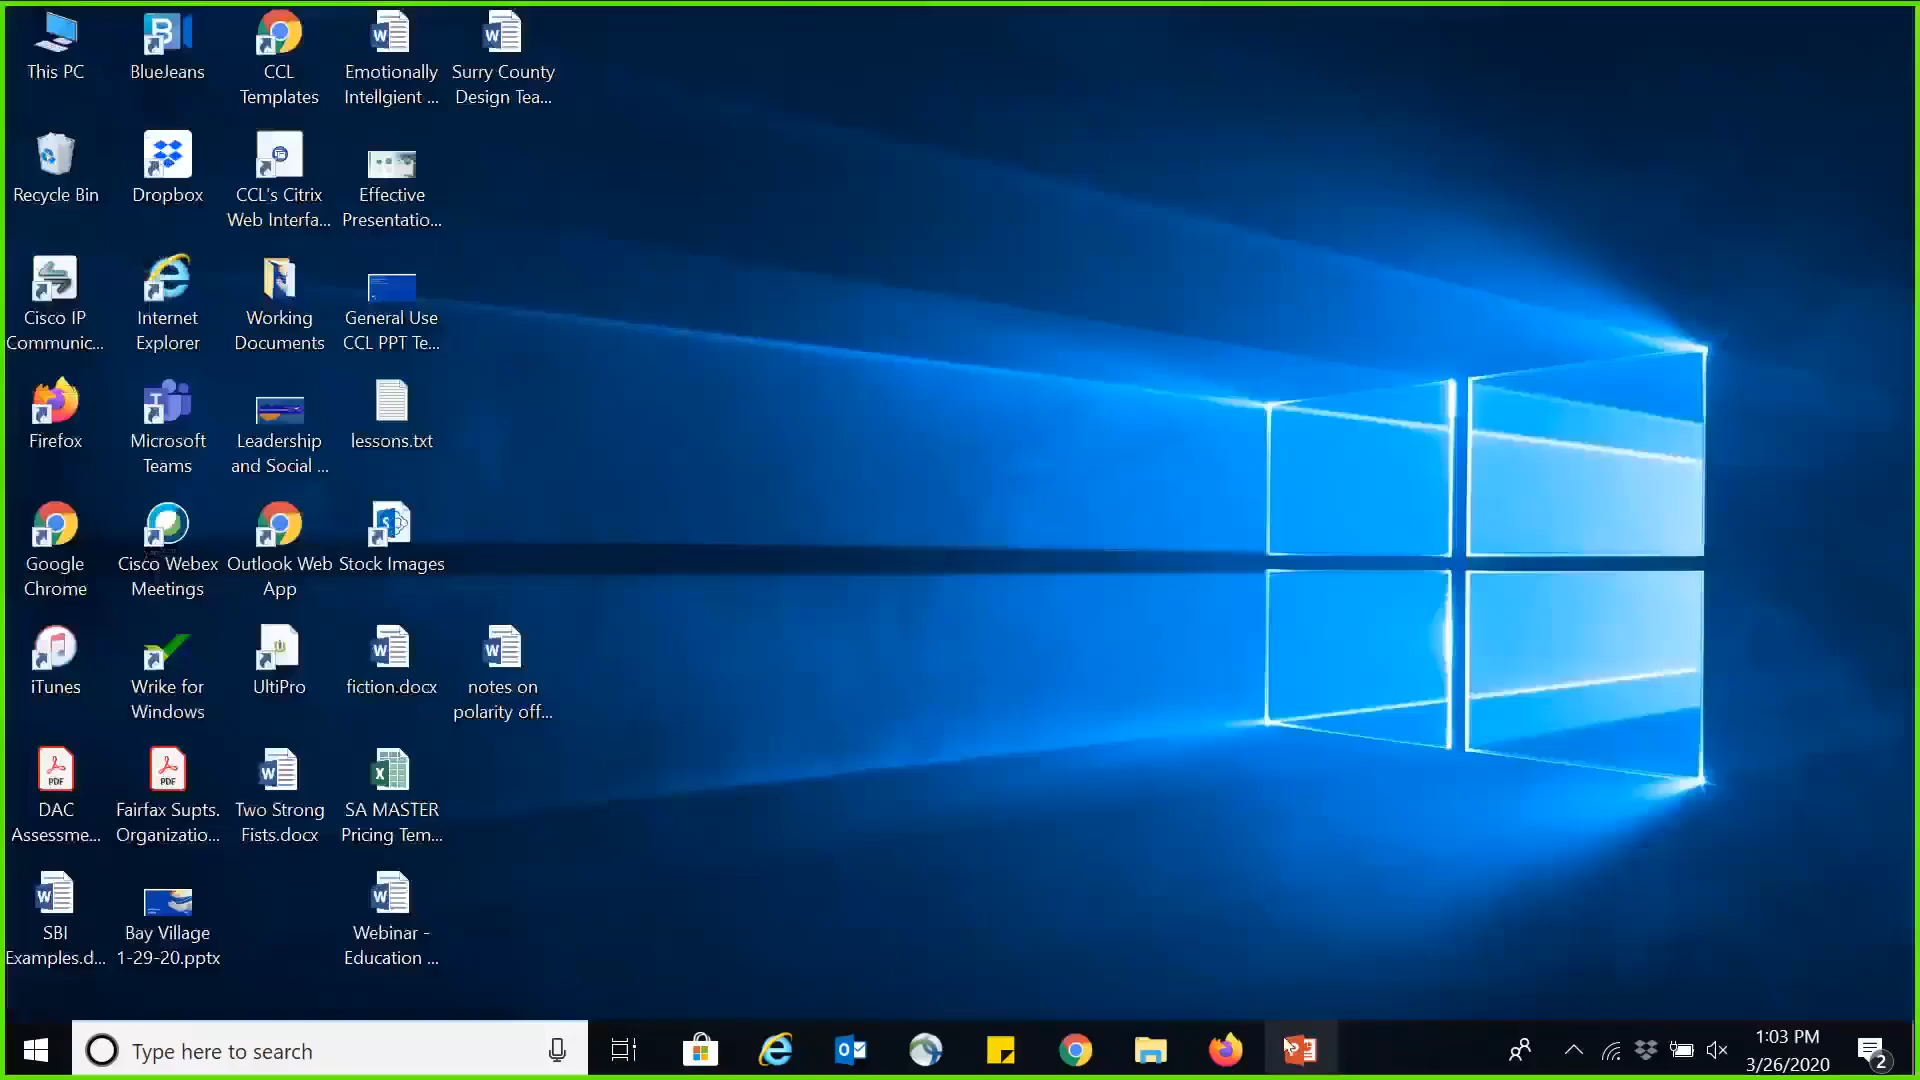 This PC
BlueJeans
CCL
Templates
Emotionally
Intellgient ...
Surry County
Design Tea...
Recycle Bin
Dropbox
CCL's Citrix
Web Interfa...
Effective
Presentatio...
Cisco IP
Communic...
Internet
Explorer
Working
Documents
General Use
CCL PPT Te...
Firefox
Microsoft
Teams
Leadership
and Social ...
lessons.txt
Google
Chrome
Cisco Webex
Meetings
Outlook Web
App
Stock Images
iTunes
Wrike for
Windows
UltiPro
fiction.docx
notes on
polarity off...
PDF
DAC
Assessme...
PDF
Fairfax Supts.
Organizatio...
Two Strong
Fists.docx
SA MASTER
Pricing Tem...
SBI
Examples.d...
Bay Village
1-29-20.pptx
Webinar -
Education ...
Type here to search
1:03 PM
3/26/2020
2